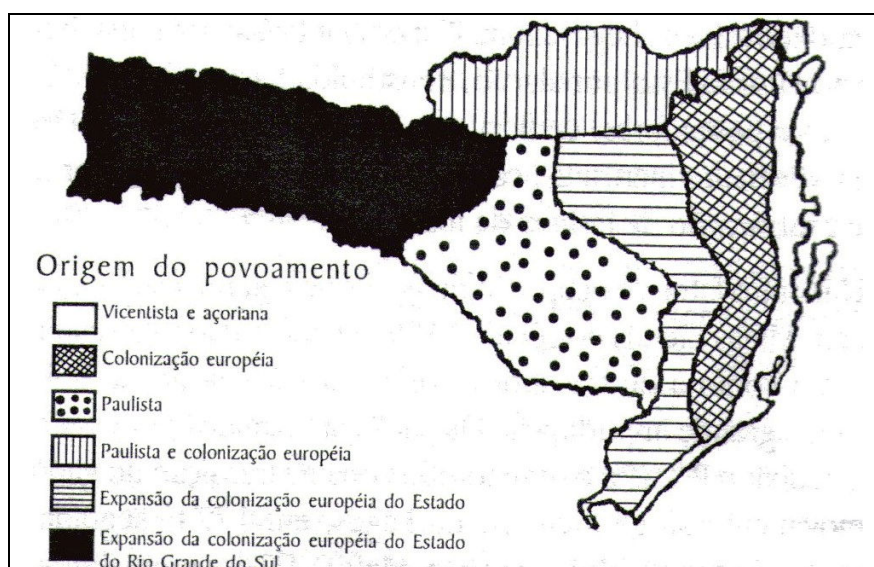 Origem do povoamento
Vicentista e açoriana
Colonização européia
Paulista
Paulista e colonização européia
Expansão da colonização européia do Estado
Expansão da colonização européia do Estado
do Rio Grande do Sul